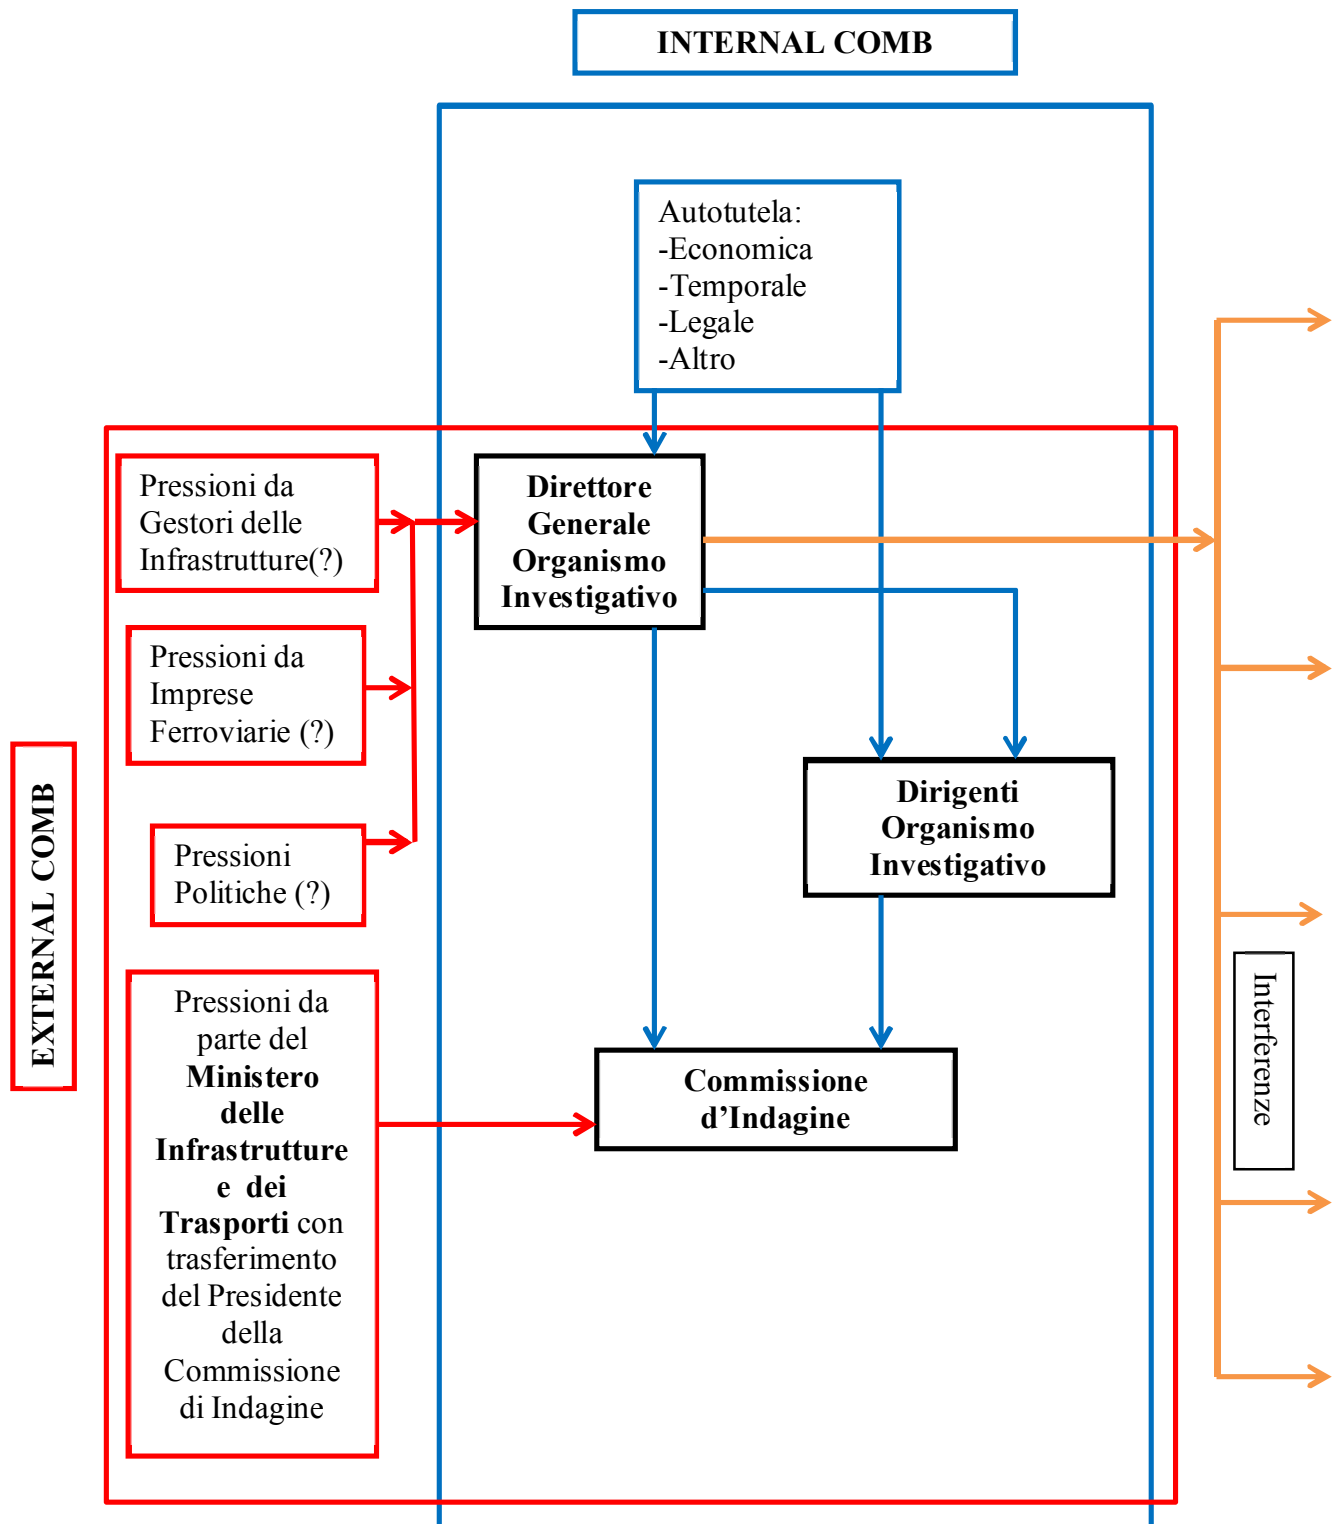 INTERNAL COMB
Autotutela:
-Economica
-Temporale
-Legale
-Altro
Pressioni da
Gestori delle
Infrastrutture(?)
Direttore
Generale
Organismo
Investigativo
Pressioni da
Imprese
Ferroviarie (?)
Dirigenti
Organismo
Investigativo
Pressioni
Politiche (?)
EXTERNAL COMB
Pressioni da
parte del
Ministero
delle
Infrastrutture
e dei
Trasporti con
trasferimento
del Presidente
della
Commissione
di Indagine
Commissione
d’Indagine
Interferenze